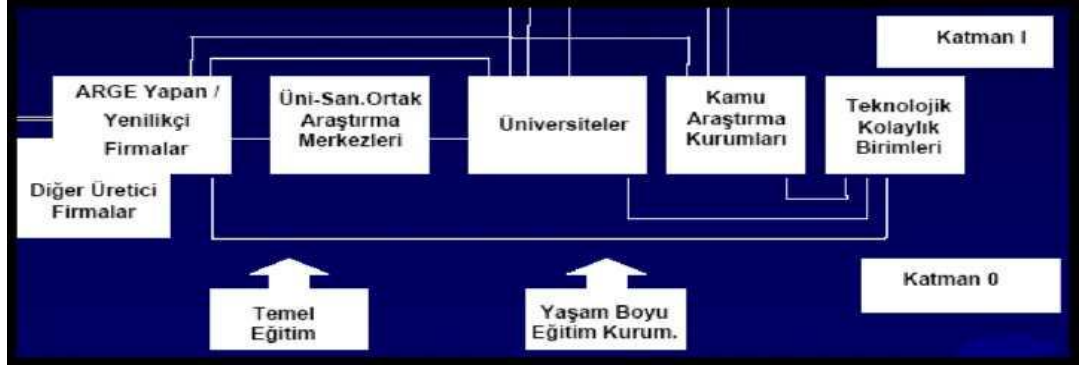 Katman I
ARGE Yapan /
Yenilikçi
Firmalar
Üni-San.Ortak
Araştırma
Merkezleri
Üniversiteler
Kamu
Araştırma
Kurumları
Teknolojik
Kolaylık
Birimleri
Diğer Üretici
Firmalar
Katman 0
Temel
Eğitim
Yaşam Boyu
Eğitim Kurum.